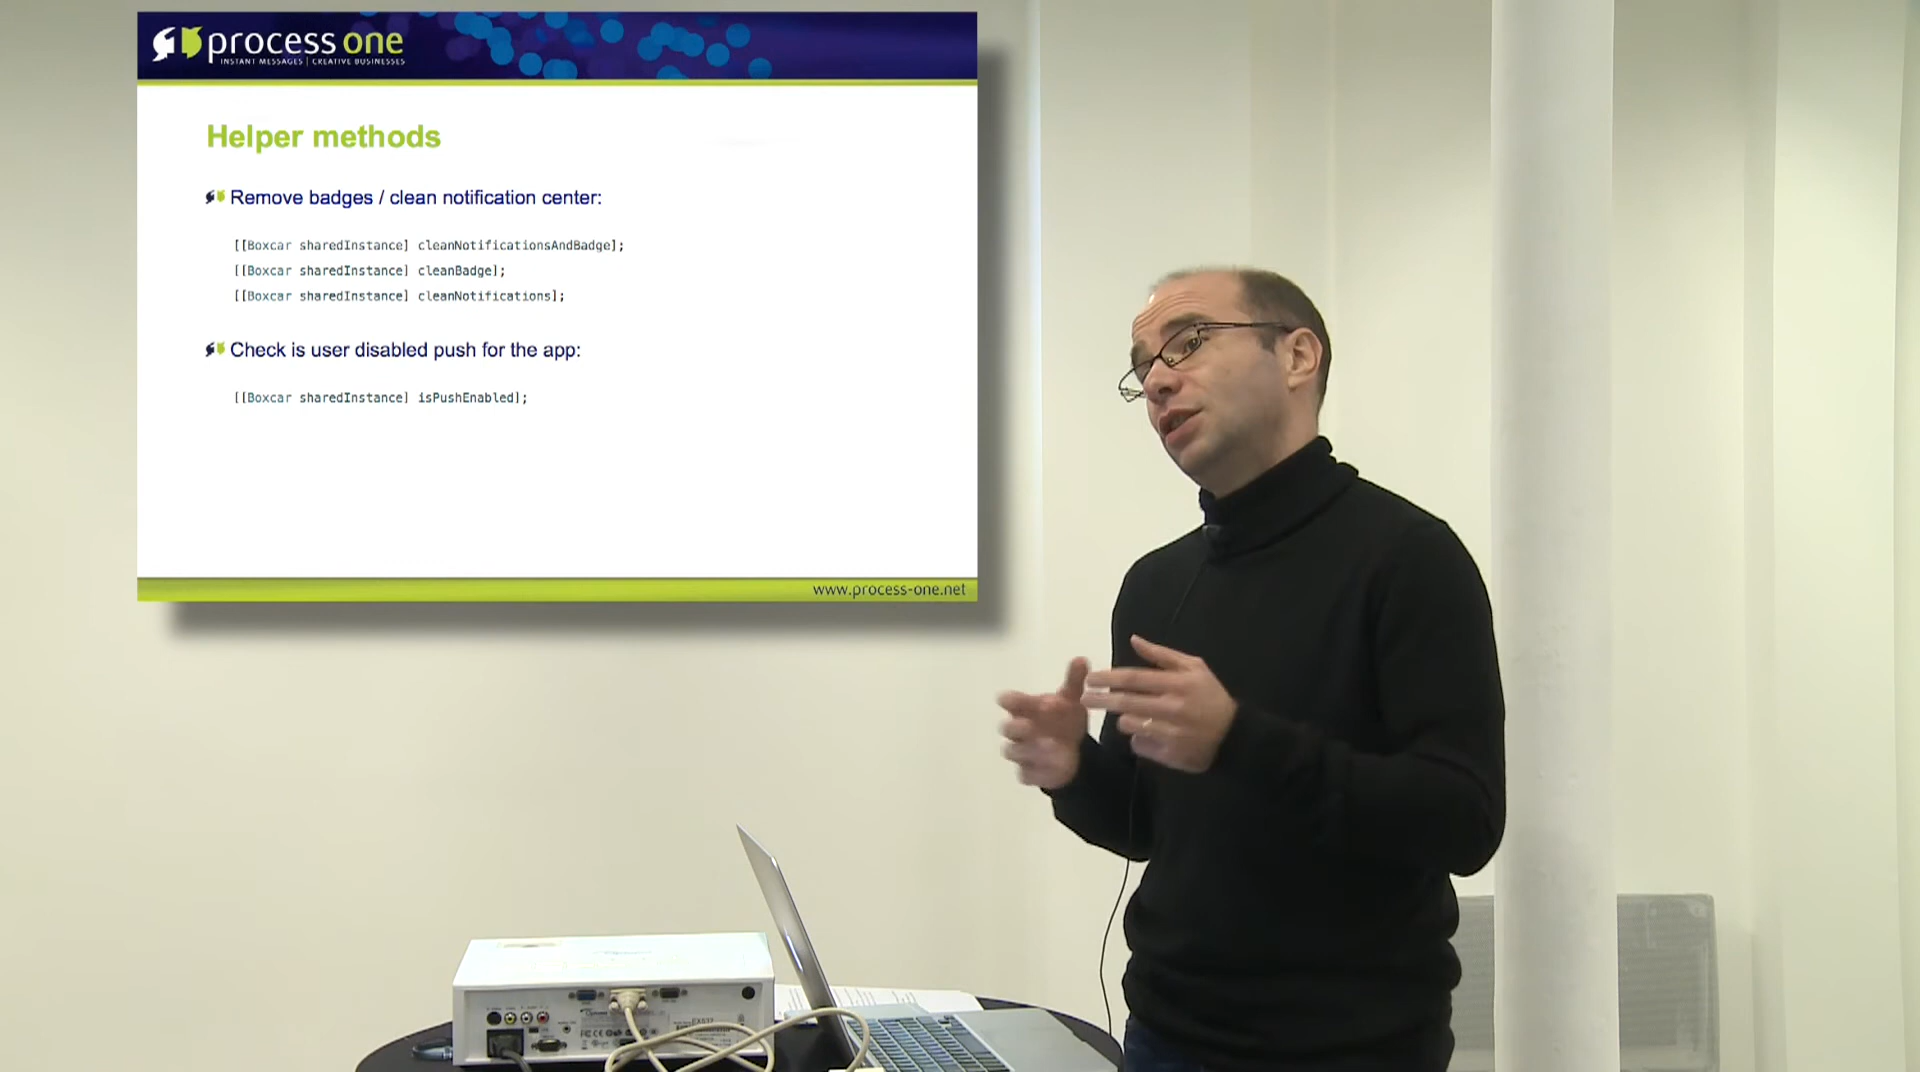 process one
INSTANT MESSAGES | CREATIVE BUSINESSES
Helper methods
Remove badges / clean notification center:
[[Boxcar sharedInstance] cleanNotificationsAndBadge];
[[Boxcar sharedInstance] cleanBadge];
[[Boxcar sharedInstance] cleanNotifications];
Check is user disabled push for the app:
[[Boxcar sharedInstance] isPushEnabled];
www.process-one.net